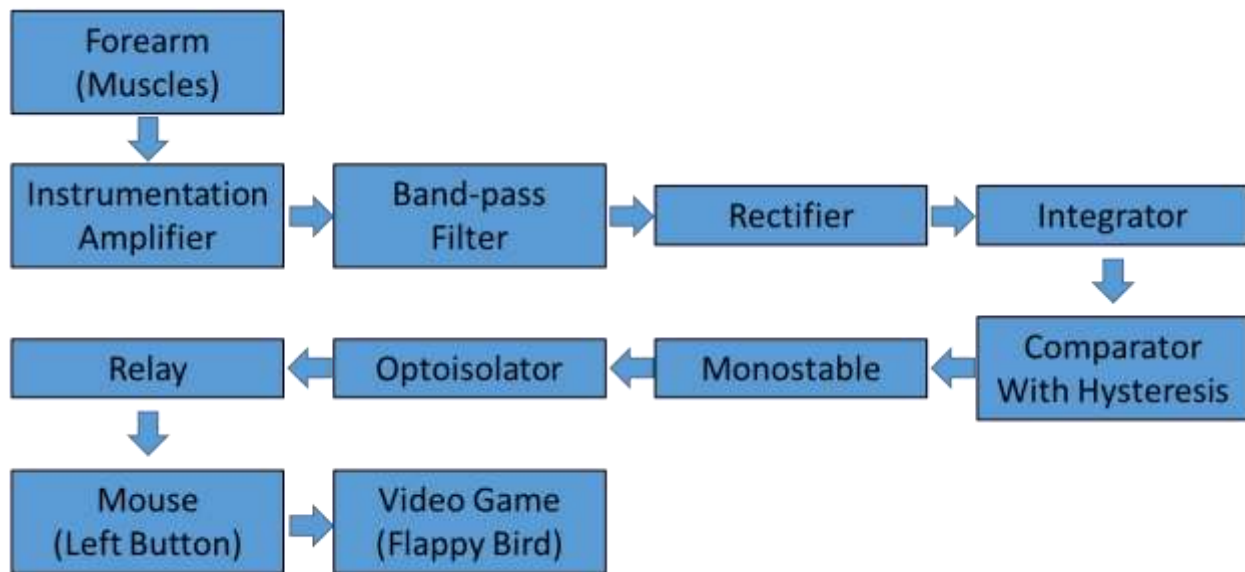 Forearm
(Muscles)
Instrumentation
Amplifier
Band-pass
Filter
Rectifier
Integrator
Comparator
With Hysteresis
Monostable
Optoisolator
Relay
Mouse
(Left Button)
Video Game
(Flappy Bird)